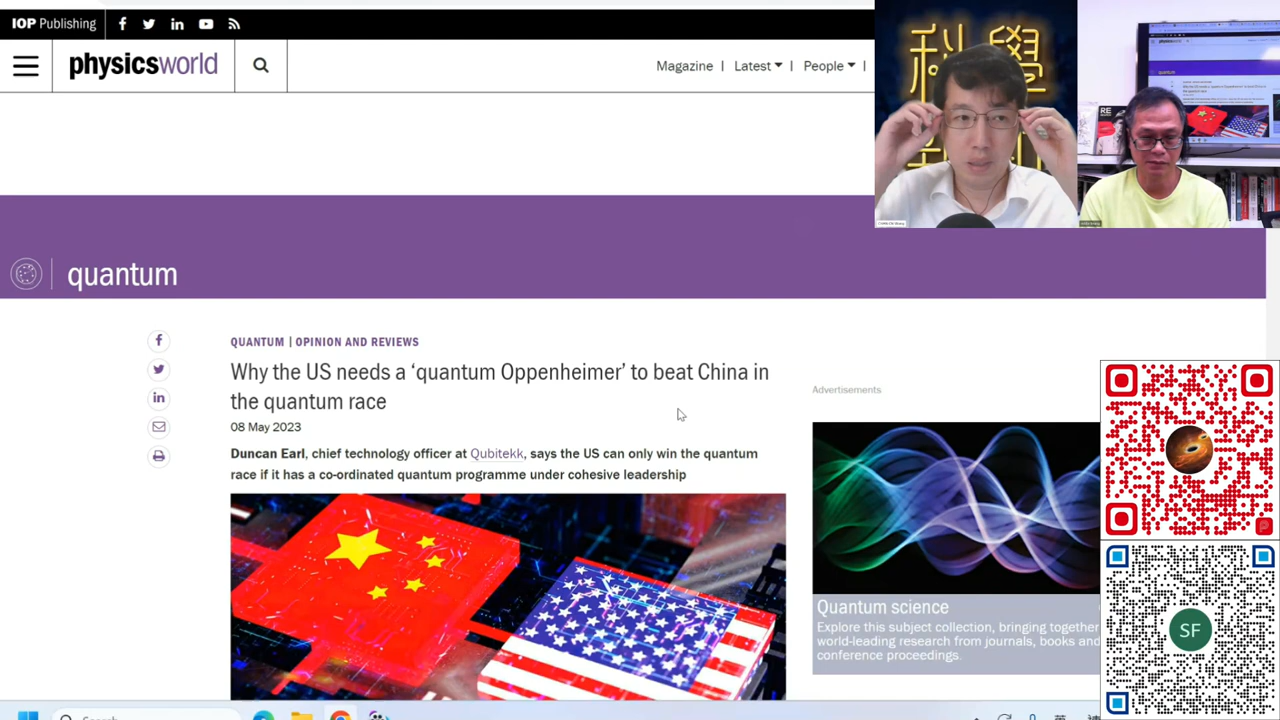 IOP Publishing
physicsworld
Magazine | Latest | People |
科學
quantum
QUANTUM | OPINION AND REVIEWS
Why the US needs a ‘quantum Oppenheimer’ to beat China in
the quantum race
08 May 2023
Duncan Earl, chief technology officer at Qubitekk, says the US can only win the quantum
race if it has a co-ordinated quantum programme under cohesive leadership
Advertisements
Quantum science
Explore this subject collection, bringing together
world-leading research from journals, books and
conference proceedings.
SF